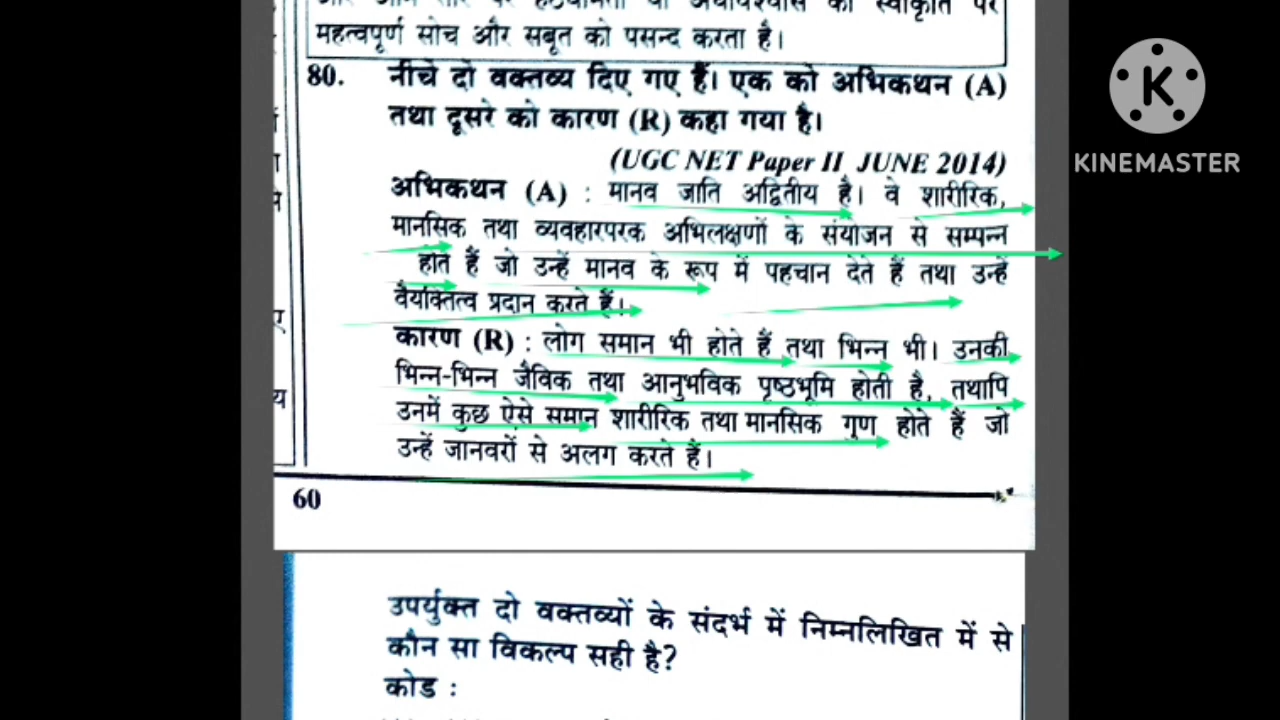 महत्वपूर्ण सोच और सबूत को पसन्द करता है।
80. नीचे दो वक्तव्य दिए गए हैं। एक को अभिकथन (A)
तथा दूसरे को कारण (R) कहा गया है।
(UGC NET Paper II JUNE 2014)
अभिकथन (A) : मानव जाति अद्वितीय है। वे शारीरिक,
मानसिक तथा व्यवहारपरक अभिलक्षणों के संयोजन से सम्पन्न
होते हैं जो उन्हें मानव के रूप में पहचान देते हैं तथा उन्हें
वैयक्तित्व प्रदान करते हैं।
कारण (R) : लोग समान भी होते हैं तथा भिन्न भी। उनकी
भिन्न-भिन्न जैविक तथा आनुभविक पृष्ठभूमि होती है, तथापि
उनमें कुछ ऐसे समान शारीरिक तथा मानसिक गुण होते हैं जो
उन्हें जानवरों से अलग करते हैं।
60
उपर्युक्त दो वक्तव्यों के संदर्भ में निम्नलिखित में से
कौन सा विकल्प सही है?
कोड :
K
KINEMASTER